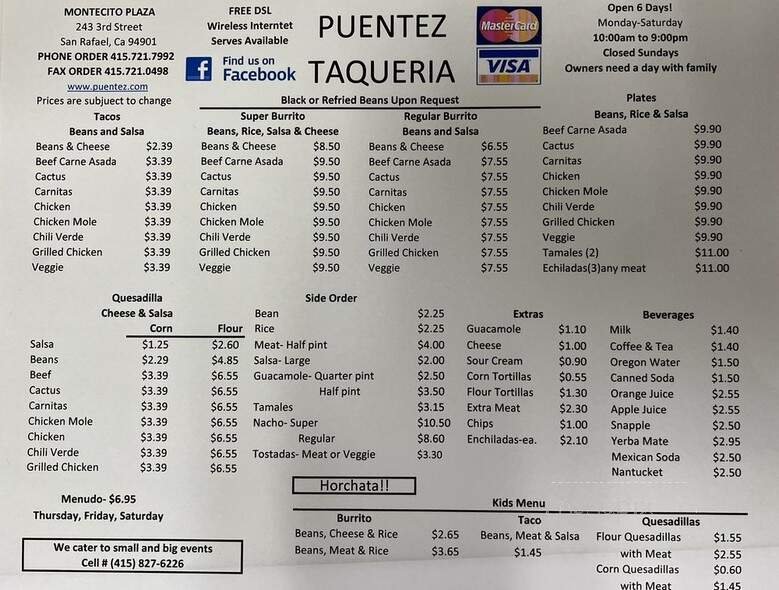 MONTECITO PLAZA
243 3rd Street
San Rafael, Ca 94901
PHONE ORDER 415.721.7992
FAX ORDER 415.721.0498
www.puentez.com
Prices are subjuect to change
FREE DSL
Wireless Interntet
Serves Available
Find us on
Facebook
PUENTEZ
TAQUERIA
MasterCard
VISA
Open 6 Days!
Monday-Saturday
10:00am to 9:00pm
Closed Sundays
Owners need a day with family
Black or Refried Beans Upon Request
Tacos
Beans and Salsa
Beans & Cheese $2.39
Beef Carne Asada $3.39
Cactus $3.39
Carnitas $3.39
Chicken $3.39
Chicken Mole $3.39
Chili Verde $3.39
Grilled Chicken $3.39
Veggie $3.39
Super Burrito
Beans, Rice, Salsa & Cheese
Beans & Cheese $8.50
Beef Carne Asada $9.50
Cactus $9.50
Carnitas $9.50
Chicken $9.50
Chicken Mole $9.50
Chili Verde $9.50
Grilled Chicken $9.50
Veggie $9.50
Regular Burrito
Beans and Salsa
Beans & Cheese $6.55
Beef Carne Asada $7.55
Cactus $7.55
Carnitas $7.55
Chicken $7.55
Chicken Mole $7.55
Chili Verde $7.55
Grilled Chicken $7.55
Veggie $7.55
Plates
Beans, Rice & Salsa
Beef Carne Asada $9.90
Cactus $9.90
Carnitas $9.90
Chicken $9.90
Chicken Mole $9.90
Chili Verde $9.90
Grilled Chicken $9.90
Veggie $9.90
Tamales (2) $11.00
Echiladas(3)any meat $11.00
Quesadilla
Cheese & Salsa
Corn Flour
Salsa $1.25 $2.60
Beans $2.29 $4.85
Beef $3.39 $6.55
Cactus $3.39 $6.55
Carnitas $3.39 $6.55
Chicken Mole $3.39 $6.55
Chicken $3.39 $6.55
Chili Verde $3.39 $6.55
Grilled Chicken $3.39 $6.55
Side Order
Bean $2.25
Rice $2.25
Meat- Half pint $4.00
Salsa- Large $2.00
Guacamole- Quarter pint $2.50
Half pint $3.50
Tamales $3.15
Nacho- Super $10.50
Regular $8.60
Tostadas- Meat or Veggie $3.30
Extras
Guacamole $1.10
Cheese $1.00
Sour Cream $0.90
Corn Tortillas $0.55
Flour Tortillas $1.30
Extra Meat $2.30
Chips $1.00
Enchiladas-ea. $2.10
Beverages
Milk $1.40
Coffee & Tea $1.40
Oregon Water $1.50
Canned Soda $1.50
Orange Juice $2.55
Apple Juice $2.55
Snapple $2.50
Yerba Mate $2.95
Mexican Soda $2.50
Nantucket $2.50
Horchata!!
Menudo- $6.95
Thursday, Friday, Saturday
We cater to small and big events
Cell # (415) 827-6226
Kids Menu
Burrito
Beans, Cheese & Rice $2.65
Beans, Meat & Rice $3.65
Taco
Beans, Meat & Salsa
$1.45
Quesadillas
Flour Quesadillas $1.55
with Meat $2.55
Corn Quesadillas $0.60
with Meat $1.45